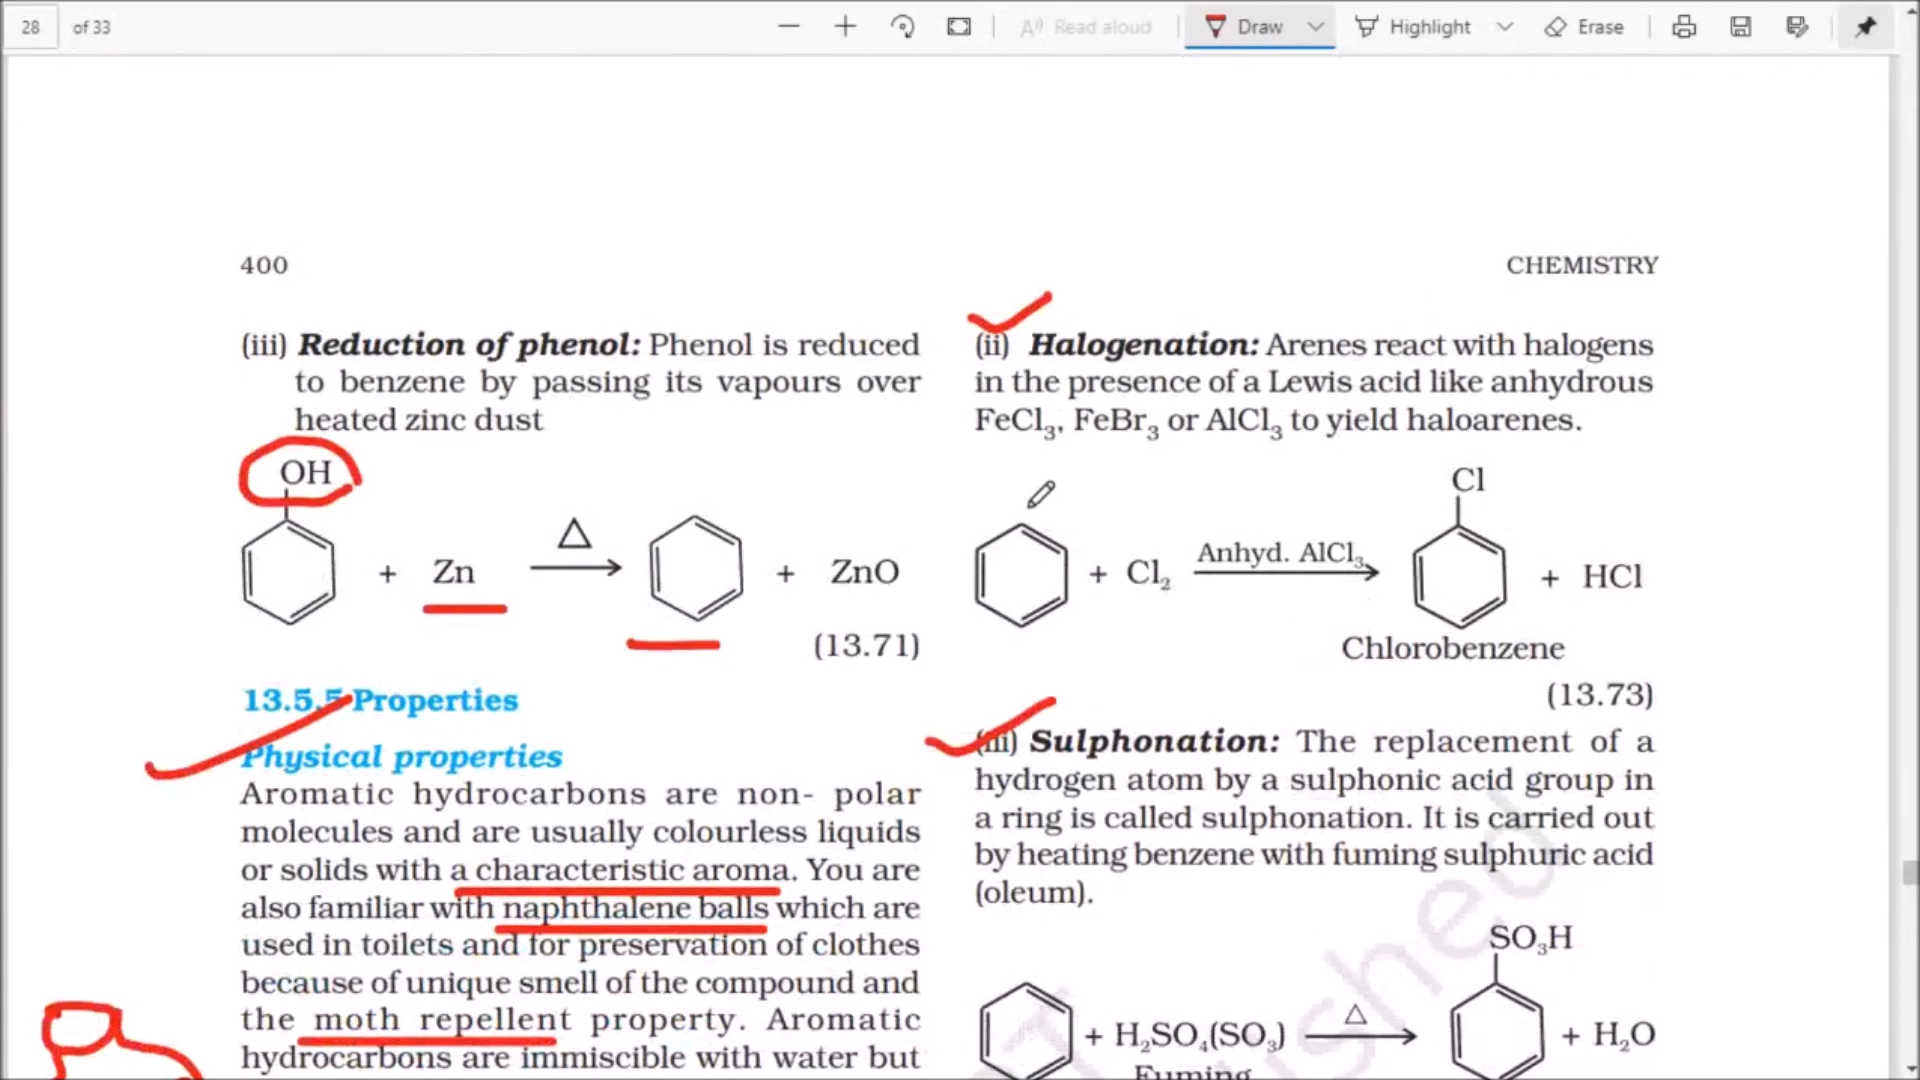 28 of 33 Read aloud Draw Highlight Erase
400
CHEMISTRY
(iii) Reduction of phenol: Phenol is reduced
to benzene by passing its vapours over
heated zinc dust
OH
+ Zn △ + ZnO
(13.71)
13.5.5 Properties
Physical properties
Aromatic hydrocarbons are non- polar
molecules and are usually colourless liquids
or solids with a characteristic aroma. You are
also familiar with naphthalene balls which are
used in toilets and for preservation of clothes
because of unique smell of the compound and
the moth repellent property. Aromatic
hydrocarbons are immiscible with water but
(ii) Halogenation: Arenes react with halogens
in the presence of a Lewis acid like anhydrous
FeCl₃, FeBr₃ or AlCl₃ to yield haloarenes.
Cl
+ Cl₂ Anhyd. AlCl₃ + HCl
Chlorobenzene
(13.73)
(iii) Sulphonation: The replacement of a
hydrogen atom by a sulphonic acid group in
a ring is called sulphonation. It is carried out
by heating benzene with fuming sulphuric acid
(oleum).
SO₃H
+ H₂SO₄(SO₃) △ + H₂O
Fuming